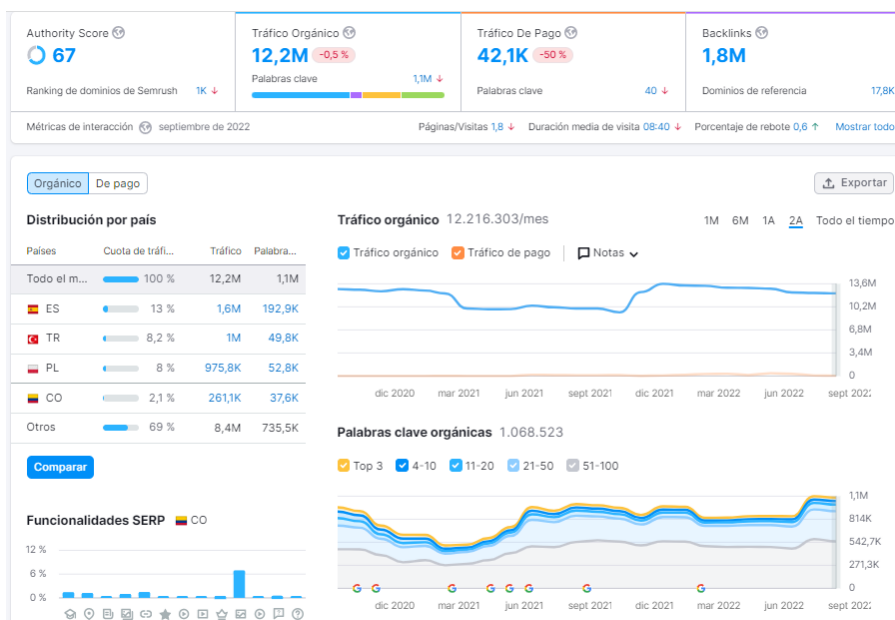 Authority Score
67
Ranking de dominios de Semrush 1K ↓
Tráfico Orgánico
12,2M -0,5 %
Palabras clave 1,1M ↓
Tráfico De Pago
42,1K -50 %
Palabras clave 40 ↓
Backlinks
1,8M
Dominios de referencia 17,8K
Métricas de interacción septiembre de 2022
Páginas/Visitas 1,8 ↓ Duración media de visita 08:40 ↓ Porcentaje de rebote 0,6 ↑ Mostrar todo
Orgánico De pago
Exportar
Distribución por país
Países Cuota de tráfi... Tráfico Palabra...
Todo el m... 100 % 12,2M 1,1M
ES 13 % 1,6M 192,9K
TR 8,2 % 1M 49,8K
PL 8 % 975,8K 52,8K
CO 2,1 % 261,1K 37,6K
Otros 69 % 8,4M 735,5K
Comparar
Funcionalidades SERP CO
12 %
6 %
0 %
Tráfico orgánico 12.216.303/mes
1M 6M 1A 2A Todo el tiempo
Tráfico orgánico Tráfico de pago Notas
13,6M
10,2M
6,8M
3,4M
0
dic 2020 mar 2021 jun 2021 sept 2021 dic 2021 mar 2022 jun 2022 sept 2022
Palabras clave orgánicas 1.068.523
Top 3 4-10 11-20 21-50 51-100
1,1M
814K
542,7K
271,3K
0
dic 2020 mar 2021 jun 2021 sept 2021 dic 2021 mar 2022 jun 2022 sept 2022